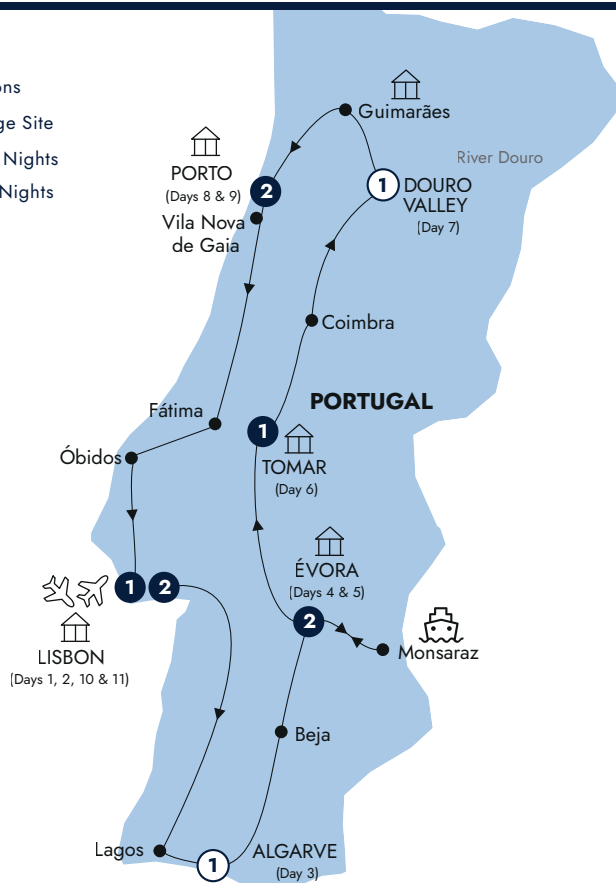 ons
ge Site
Nights
Nights
Guimarães
River Douro
PORTO
(Days 8 & 9)
2
1
DOURO
VALLEY
(Day 7)
Vila Nova
de Gaia
Coimbra
PORTUGAL
Fátima
1
TOMAR
(Day 6)
Óbidos
ÉVORA
(Days 4 & 5)
1
2
2
LISBON
(Days 1, 2, 10 & 11)
Monsaraz
Beja
Lagos
1
ALGARVE
(Day 3)